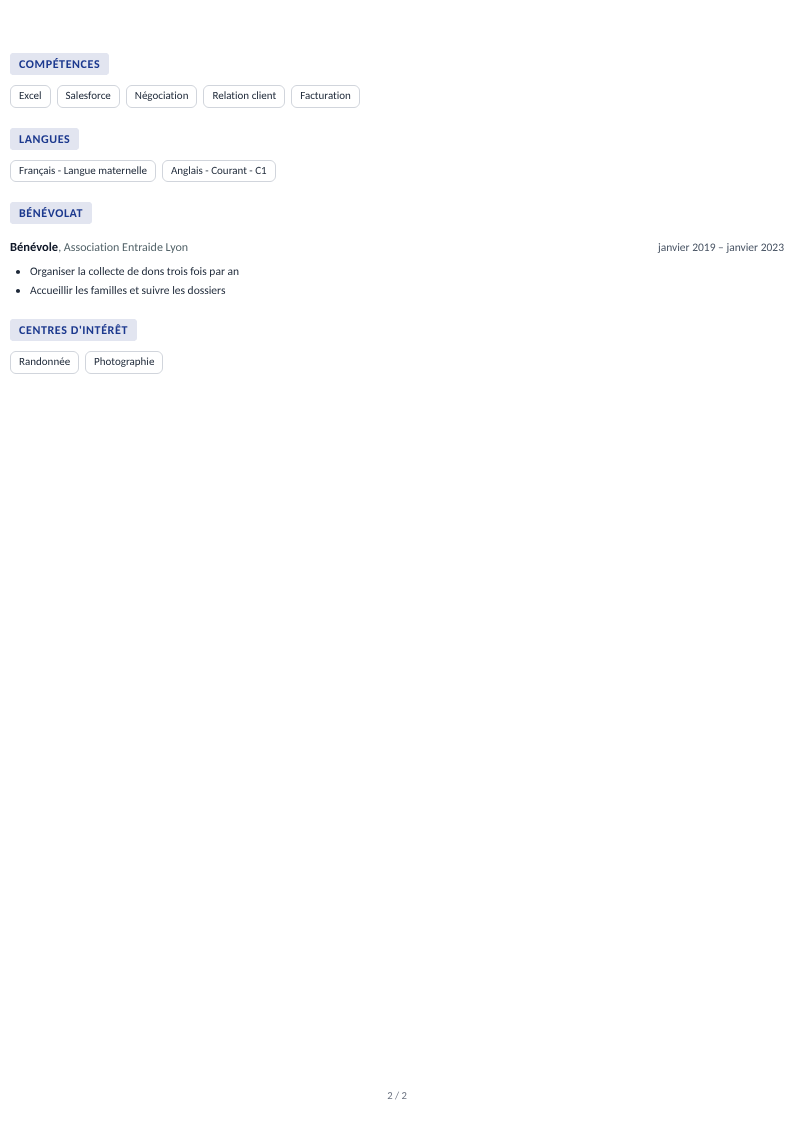 COMPÉTENCES
Excel Salesforce Négociation Relation client Facturation
LANGUES
Français - Langue maternelle Anglais - Courant - C1
BÉNÉVOLAT
Bénévole, Association Entraide Lyon janvier 2019 – janvier 2023
• Organiser la collecte de dons trois fois par an
• Accueillir les familles et suivre les dossiers
CENTRES D'INTÉRÊT
Randonnée Photographie
2 / 2